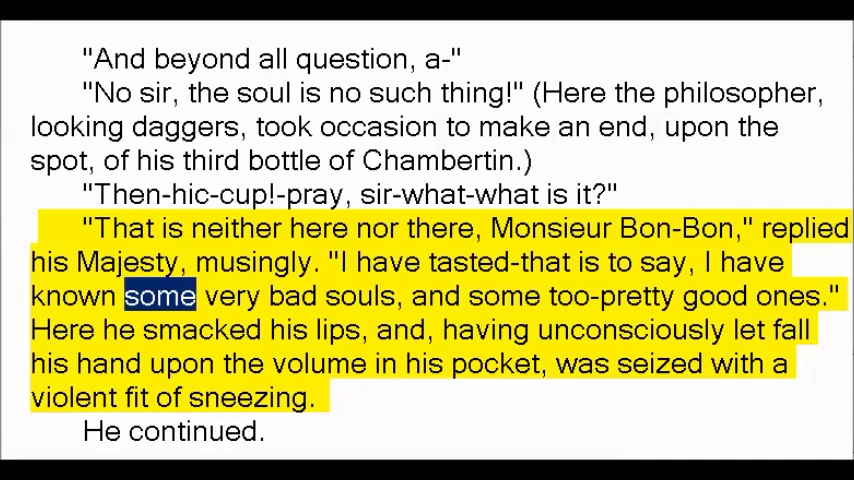 "And beyond all question, a-"
"No sir, the soul is no such thing!" (Here the philosopher,
looking daggers, took occasion to make an end, upon the
spot, of his third bottle of Chambertin.)
"Then-hic-cup!-pray, sir-what-what is it?"
"That is neither here nor there, Monsieur Bon-Bon," replied
his Majesty, musingly. "I have tasted-that is to say, I have
known some very bad souls, and some too-pretty good ones."
Here he smacked his lips, and, having unconsciously let fall
his hand upon the volume in his pocket, was seized with a
violent fit of sneezing.
He continued.